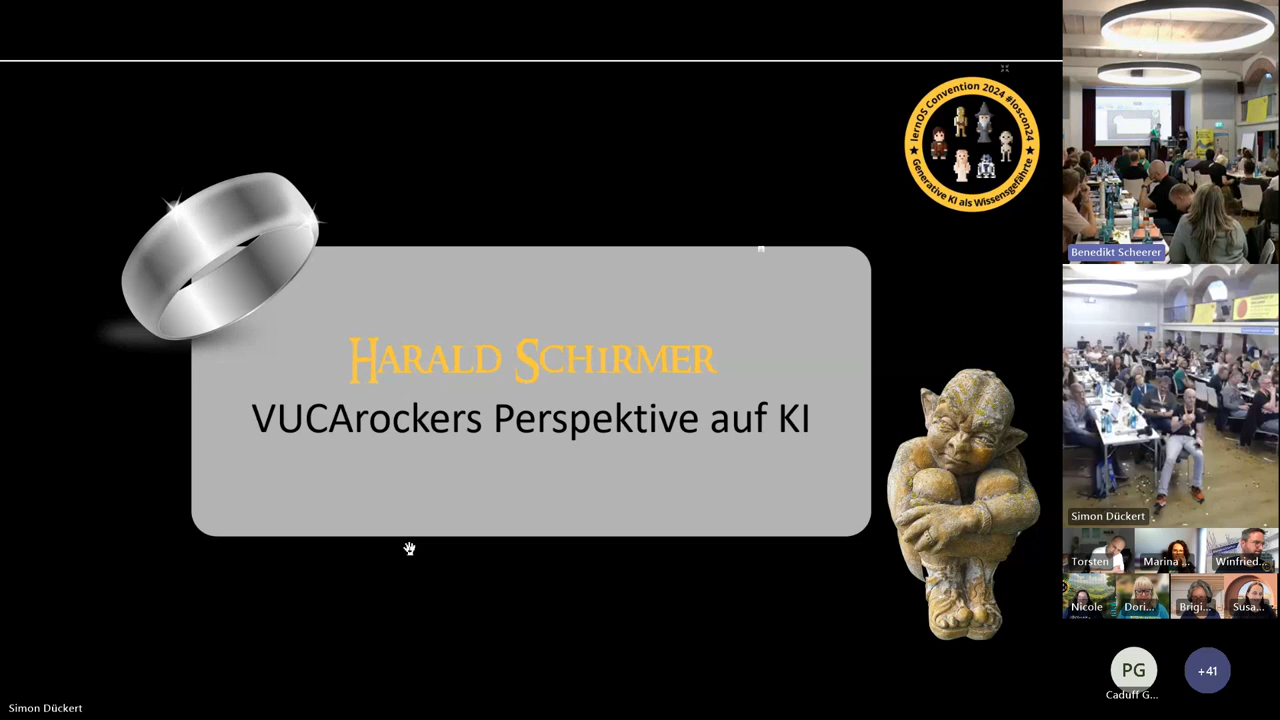 lernOS Convention 2024 #loscon24
Generative KI als Wissensgefährte
Harald Schirmer
VUCArockers Perspektive auf KI
Benedikt Scheerer
Simon Dückert
Torsten
Marina ...
Winfried...
Nicole
Dori...
Brigi...
Susa...
PG
+41
Caduff G...
Simon Dückert